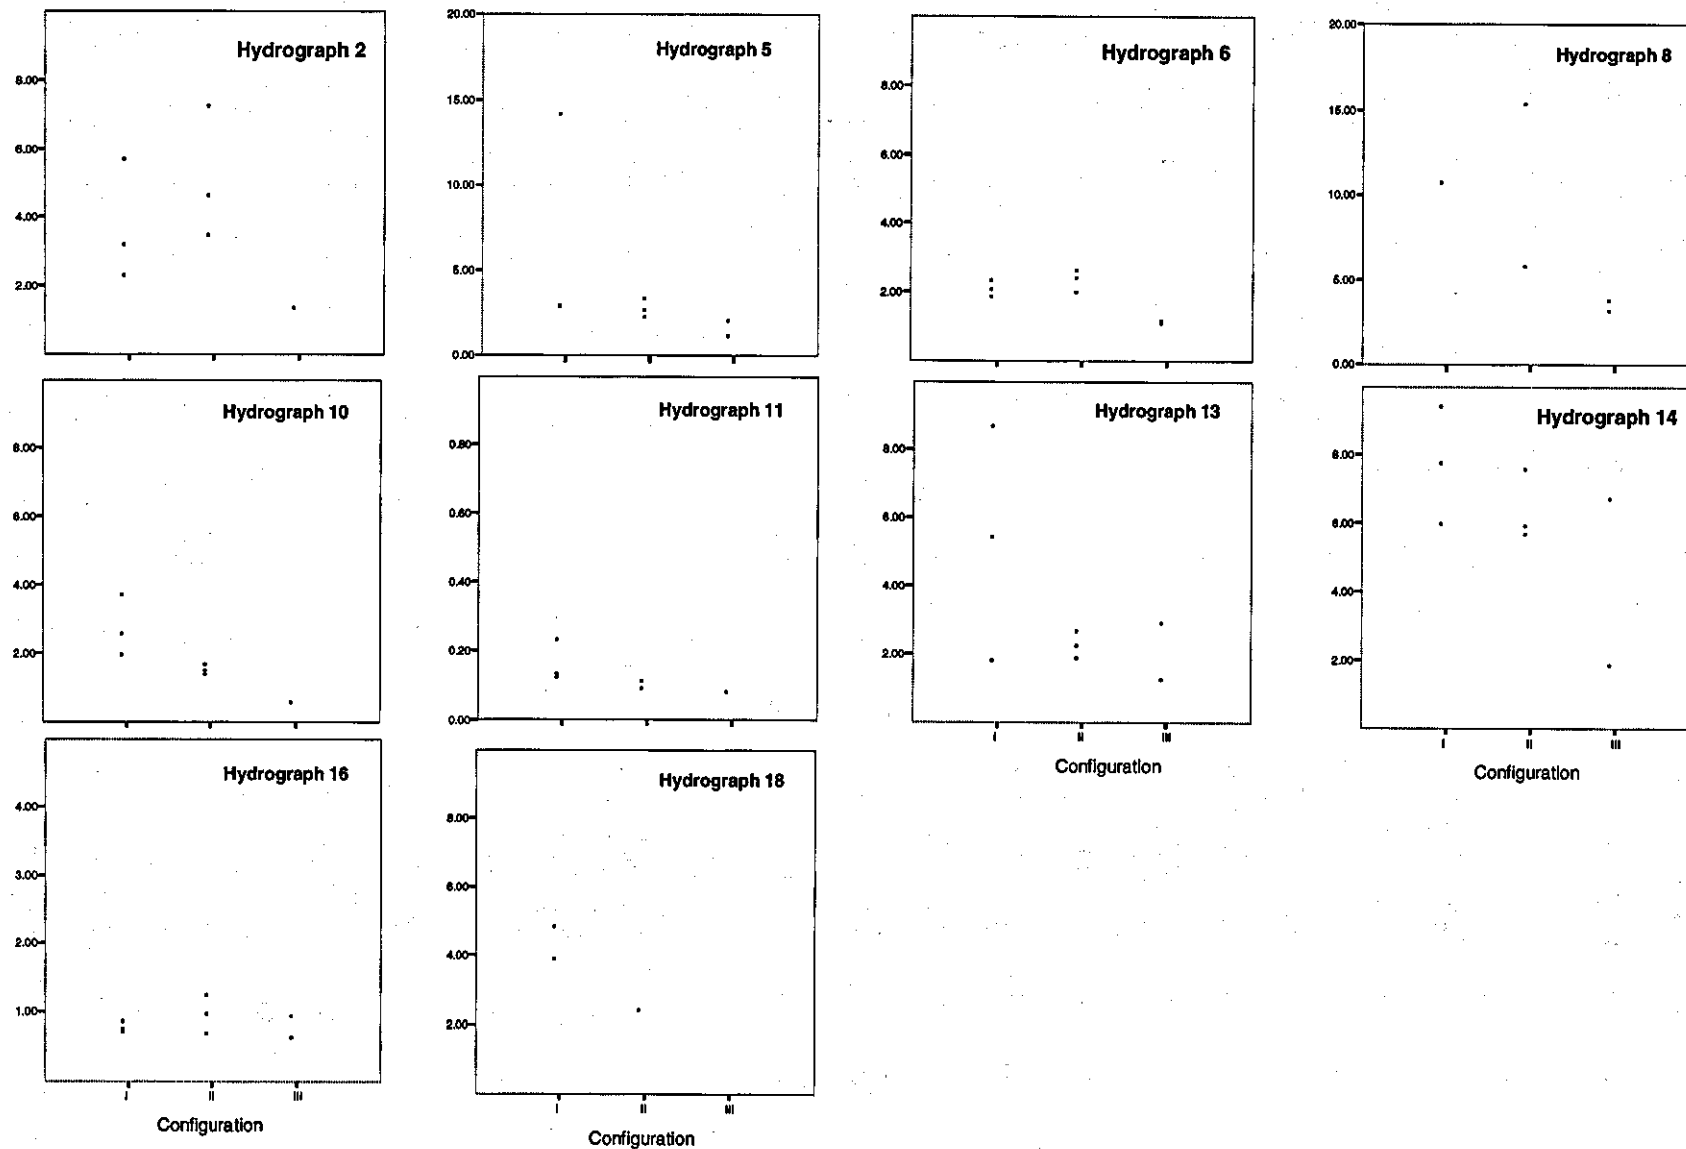 Hydrograph 2
8.00
6.00
4.00
2.00
Hydrograph 5
20.00
15.00
10.00
5.00
0.00
Hydrograph 6
8.00
6.00
4.00
2.00
Hydrograph 8
20.00
15.00
10.00
5.00
0.00
Hydrograph 10
8.00
6.00
4.00
2.00
Hydrograph 11
0.80
0.60
0.40
0.20
0.00
Hydrograph 13
8.00
6.00
4.00
2.00
I II III
Configuration
Hydrograph 14
8.00
6.00
4.00
2.00
I II III
Configuration
Hydrograph 16
4.00
3.00
2.00
1.00
I II III
Configuration
Hydrograph 18
8.00
6.00
4.00
2.00
I II III
Configuration